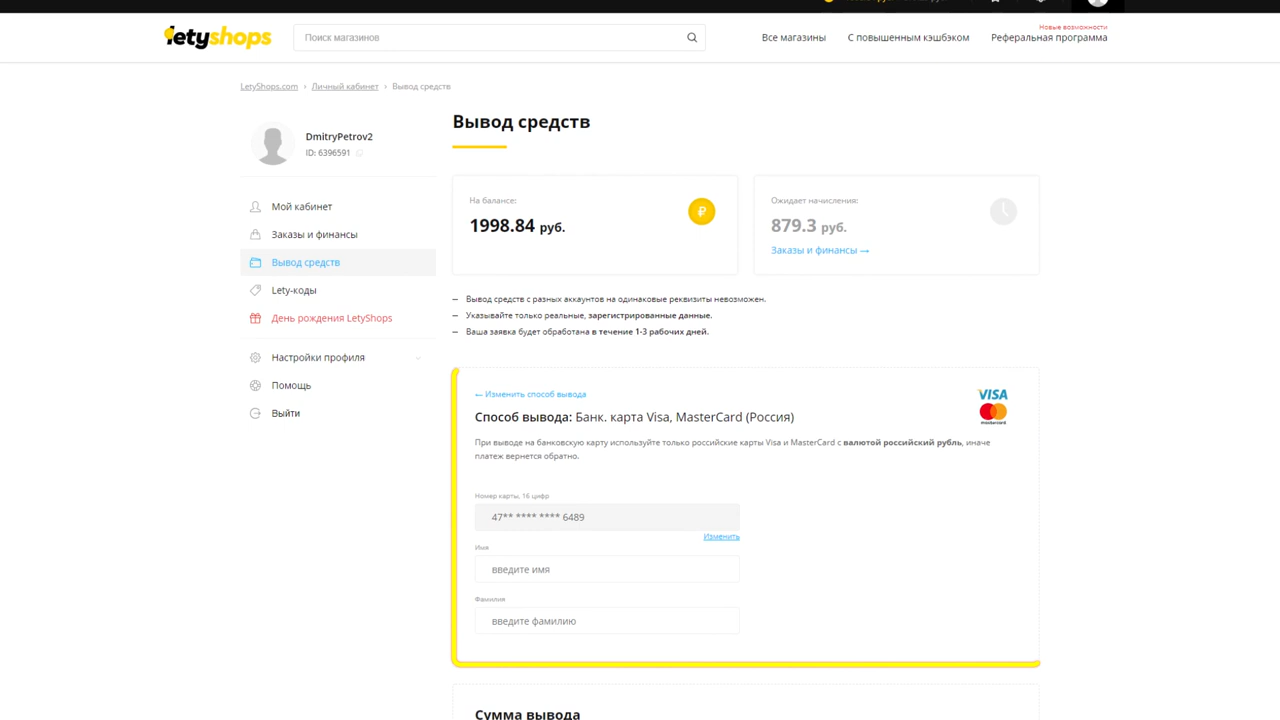 letyshops
Поиск магазинов
Все магазины
С повышенным кэшбэком
Новые возможности
Реферальная программа
LetyShops.com › Личный кабинет › Вывод средств
DmitryPetrov2
ID: 6396591
Мой кабинет
Заказы и финансы
Вывод средств
Lety-коды
День рождения LetyShops
Настройки профиля
Помощь
Выйти
Вывод средств
На балансе:
1998.84 руб.
₽
Ожидает начисления:
879.3 руб.
Заказы и финансы →
— Вывод средств с разных аккаунтов на одинаковые реквизиты невозможен.
— Указывайте только реальные, зарегистрированные данные.
— Ваша заявка будет обработана в течение 1-3 рабочих дней.
← Изменить способ вывода
Способ вывода: Банк. карта Visa, MasterCard (Россия)
VISA
mastercard
При выводе на банковскую карту используйте только российские карты Visa и MasterCard с валютой российский рубль, иначе
платеж вернется обратно.
Номер карты, 16 цифр
47** **** **** 6489
Изменить
Имя
введите имя
Фамилия
введите фамилию
Сумма вывода